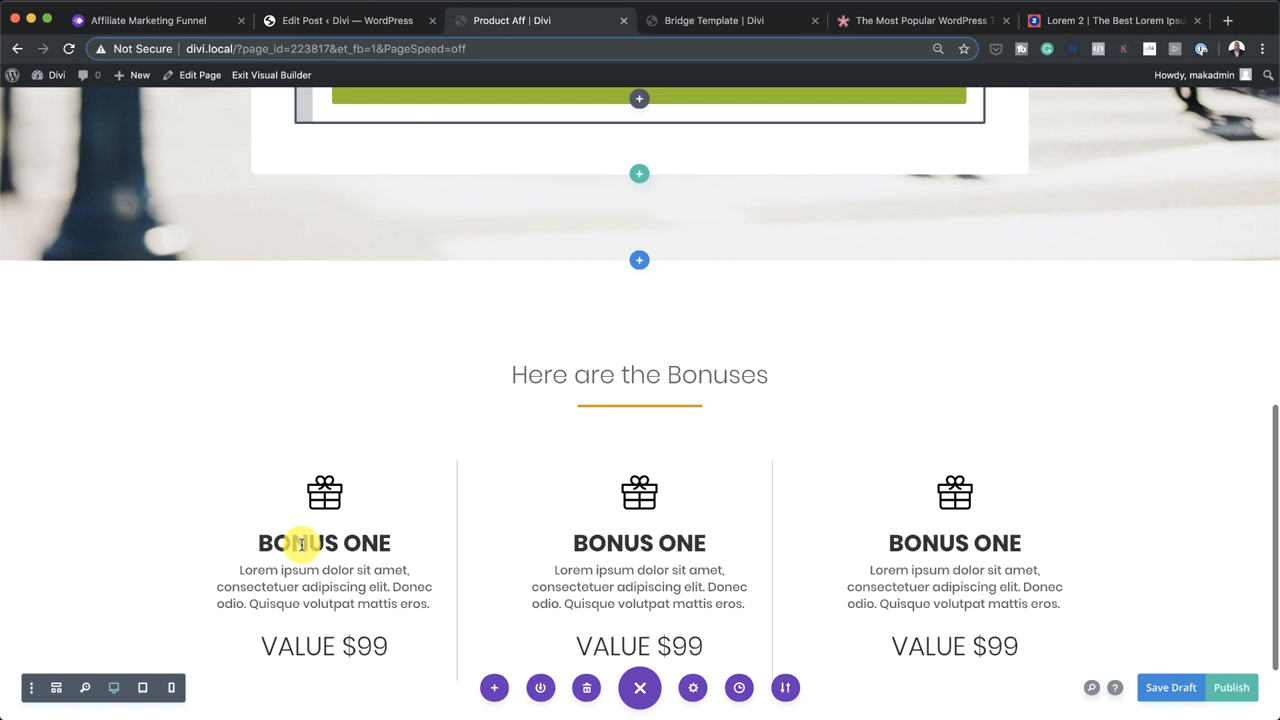 Affiliate Marketing Funnel
Edit Post ‹ Divi — WordPress
Product Aff | Divi
Bridge Template | Divi
The Most Popular WordPress T
Lorem 2 | The Best Lorem Ipsu
Not Secure | divi.local/?page_id=223817&et_fb=1&PageSpeed=off
Divi 0 New Edit Page Exit Visual Builder Howdy, makadmin
Here are the Bonuses
BONUS ONE BONUS ONE BONUS ONE
Lorem ipsum dolor sit amet, Lorem ipsum dolor sit amet, Lorem ipsum dolor sit amet,
consectetuer adipiscing elit. Donec consectetuer adipiscing elit. Donec consectetuer adipiscing elit. Donec
odio. Quisque volutpat mattis eros. odio. Quisque volutpat mattis eros. odio. Quisque volutpat mattis eros.
VALUE $99 VALUE $99 VALUE $99
Save Draft Publish